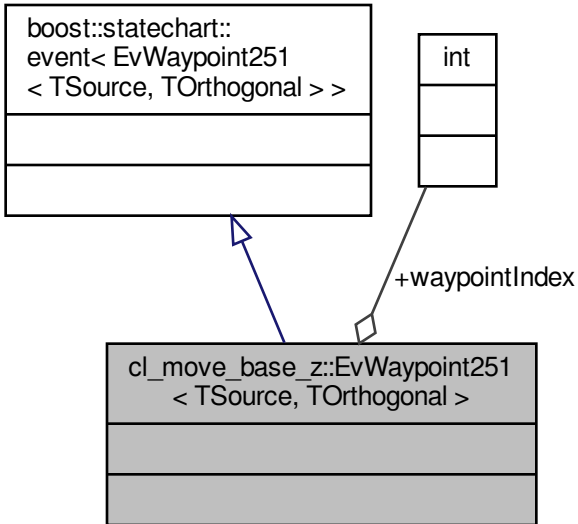 boost::statechart::
event< EvWaypoint251
< TSource, TOrthogonal > >
int
+waypointIndex
cl_move_base_z::EvWaypoint251
< TSource, TOrthogonal >